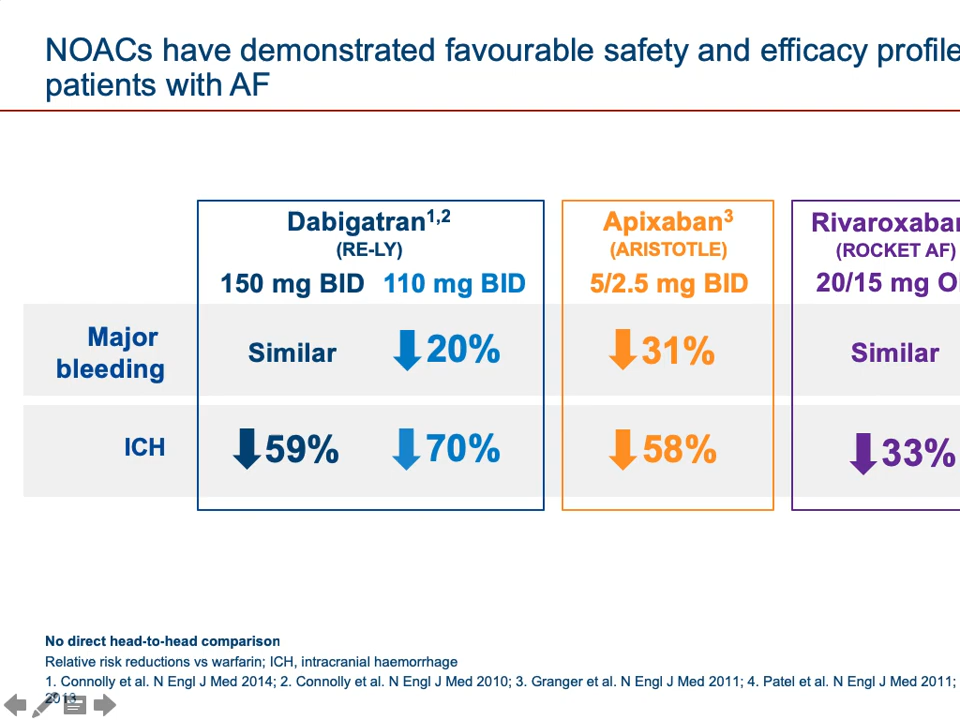 NOACs have demonstrated favourable safety and efficacy profile
patients with AF
Dabigatran1,2
(RE-LY)
150 mg BID 110 mg BID
Apixaban3
(ARISTOTLE)
5/2.5 mg BID
Rivaroxaban
(ROCKET AF)
20/15 mg O
Major
bleeding
Similar 20% 31% Similar
ICH 59% 70% 58% 33%
No direct head-to-head comparison
Relative risk reductions vs warfarin; ICH, intracranial haemorrhage
1. Connolly et al. N Engl J Med 2014; 2. Connolly et al. N Engl J Med 2010; 3. Granger et al. N Engl J Med 2011; 4. Patel et al. N Engl J Med 2011;